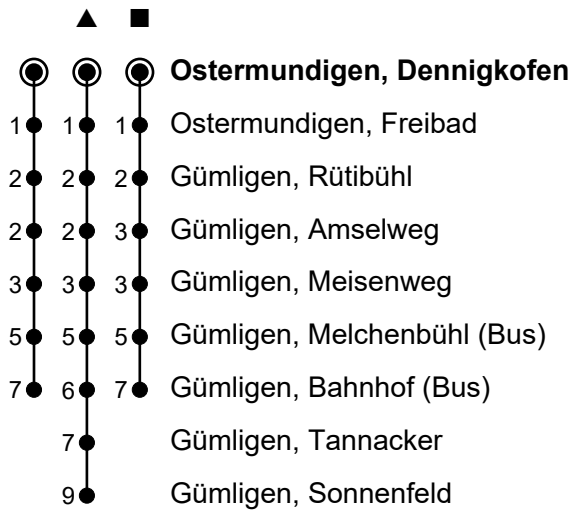 ▲ ■
Ostermundigen, Dennigkofen
1 1 1 Ostermundigen, Freibad
2 2 2 Gümligen, Rütibühl
2 2 3 Gümligen, Amselweg
3 3 3 Gümligen, Meisenweg
5 5 5 Gümligen, Melchenbühl (Bus)
7 6 7 Gümligen, Bahnhof (Bus)
7 Gümligen, Tannacker
9 Gümligen, Sonnenfeld